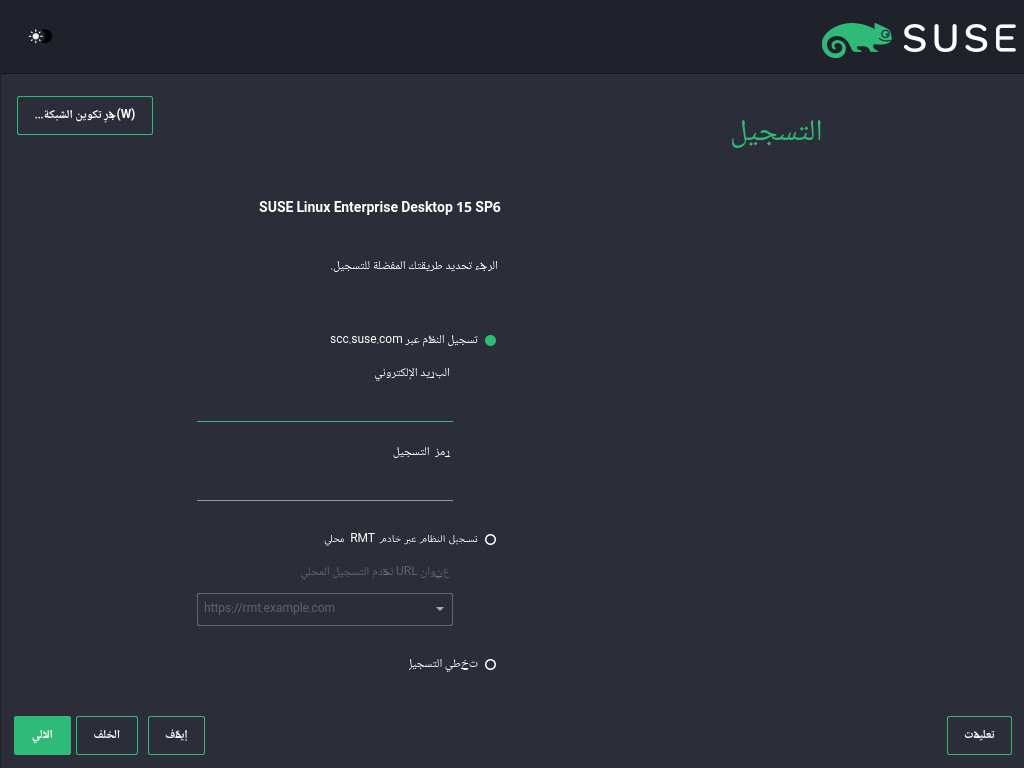 SUSE
(W)جارٍ تكوين الشبكة...
التسجيل
SUSE Linux Enterprise Desktop 15 SP6
الرجاء تحديد طريقتك المفضلة للتسجيل.
تسجيل النظام عبر scc.suse.com
البريد الإلكتروني
رمز التسجيل
تسجيل النظام عبر خادم RMT محلي
عنوان URL لخادم التسجيل المحلي
https://rmt.example.com
تخطي التسجيل
تعليمات
إيقاف
الخلف
التالي